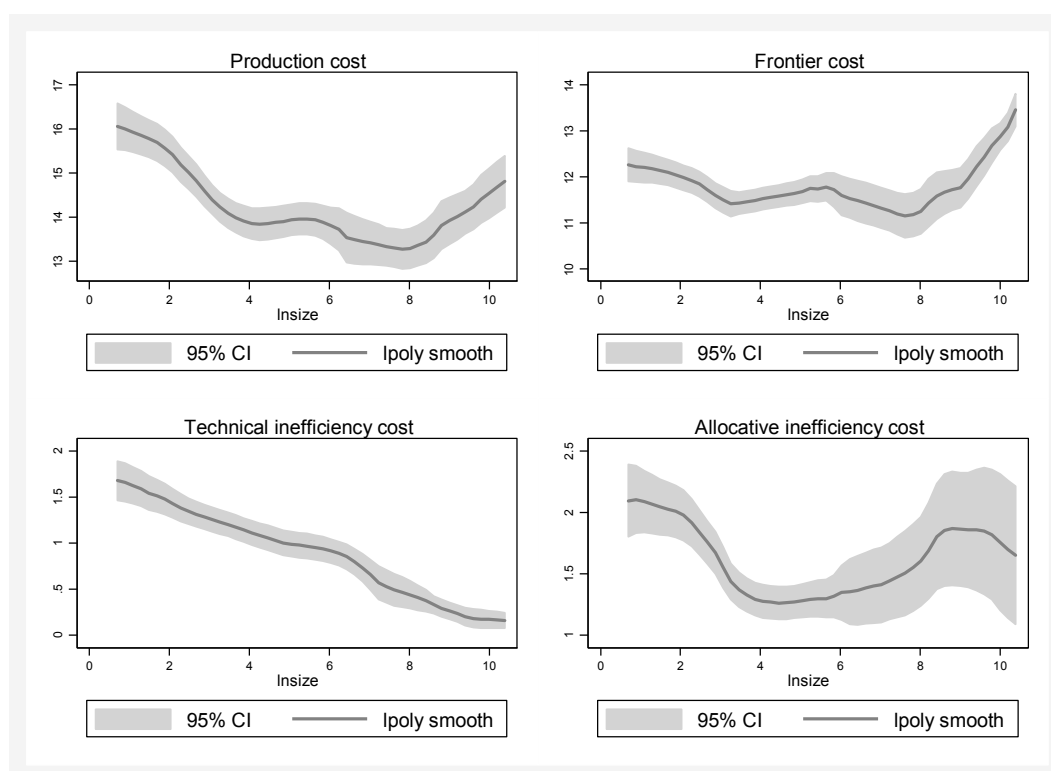 Production cost
17
16
15
14
13
0 2 4 6 8 10
lnsize
95% CI lpoly smooth
Frontier cost
14
13
12
11
10
0 2 4 6 8 10
lnsize
95% CI lpoly smooth
Technical inefficiency cost
2
1.5
1
.5
0
0 2 4 6 8 10
lnsize
95% CI lpoly smooth
Allocative inefficiency cost
2.5
2
1.5
1
0 2 4 6 8 10
lnsize
95% CI lpoly smooth